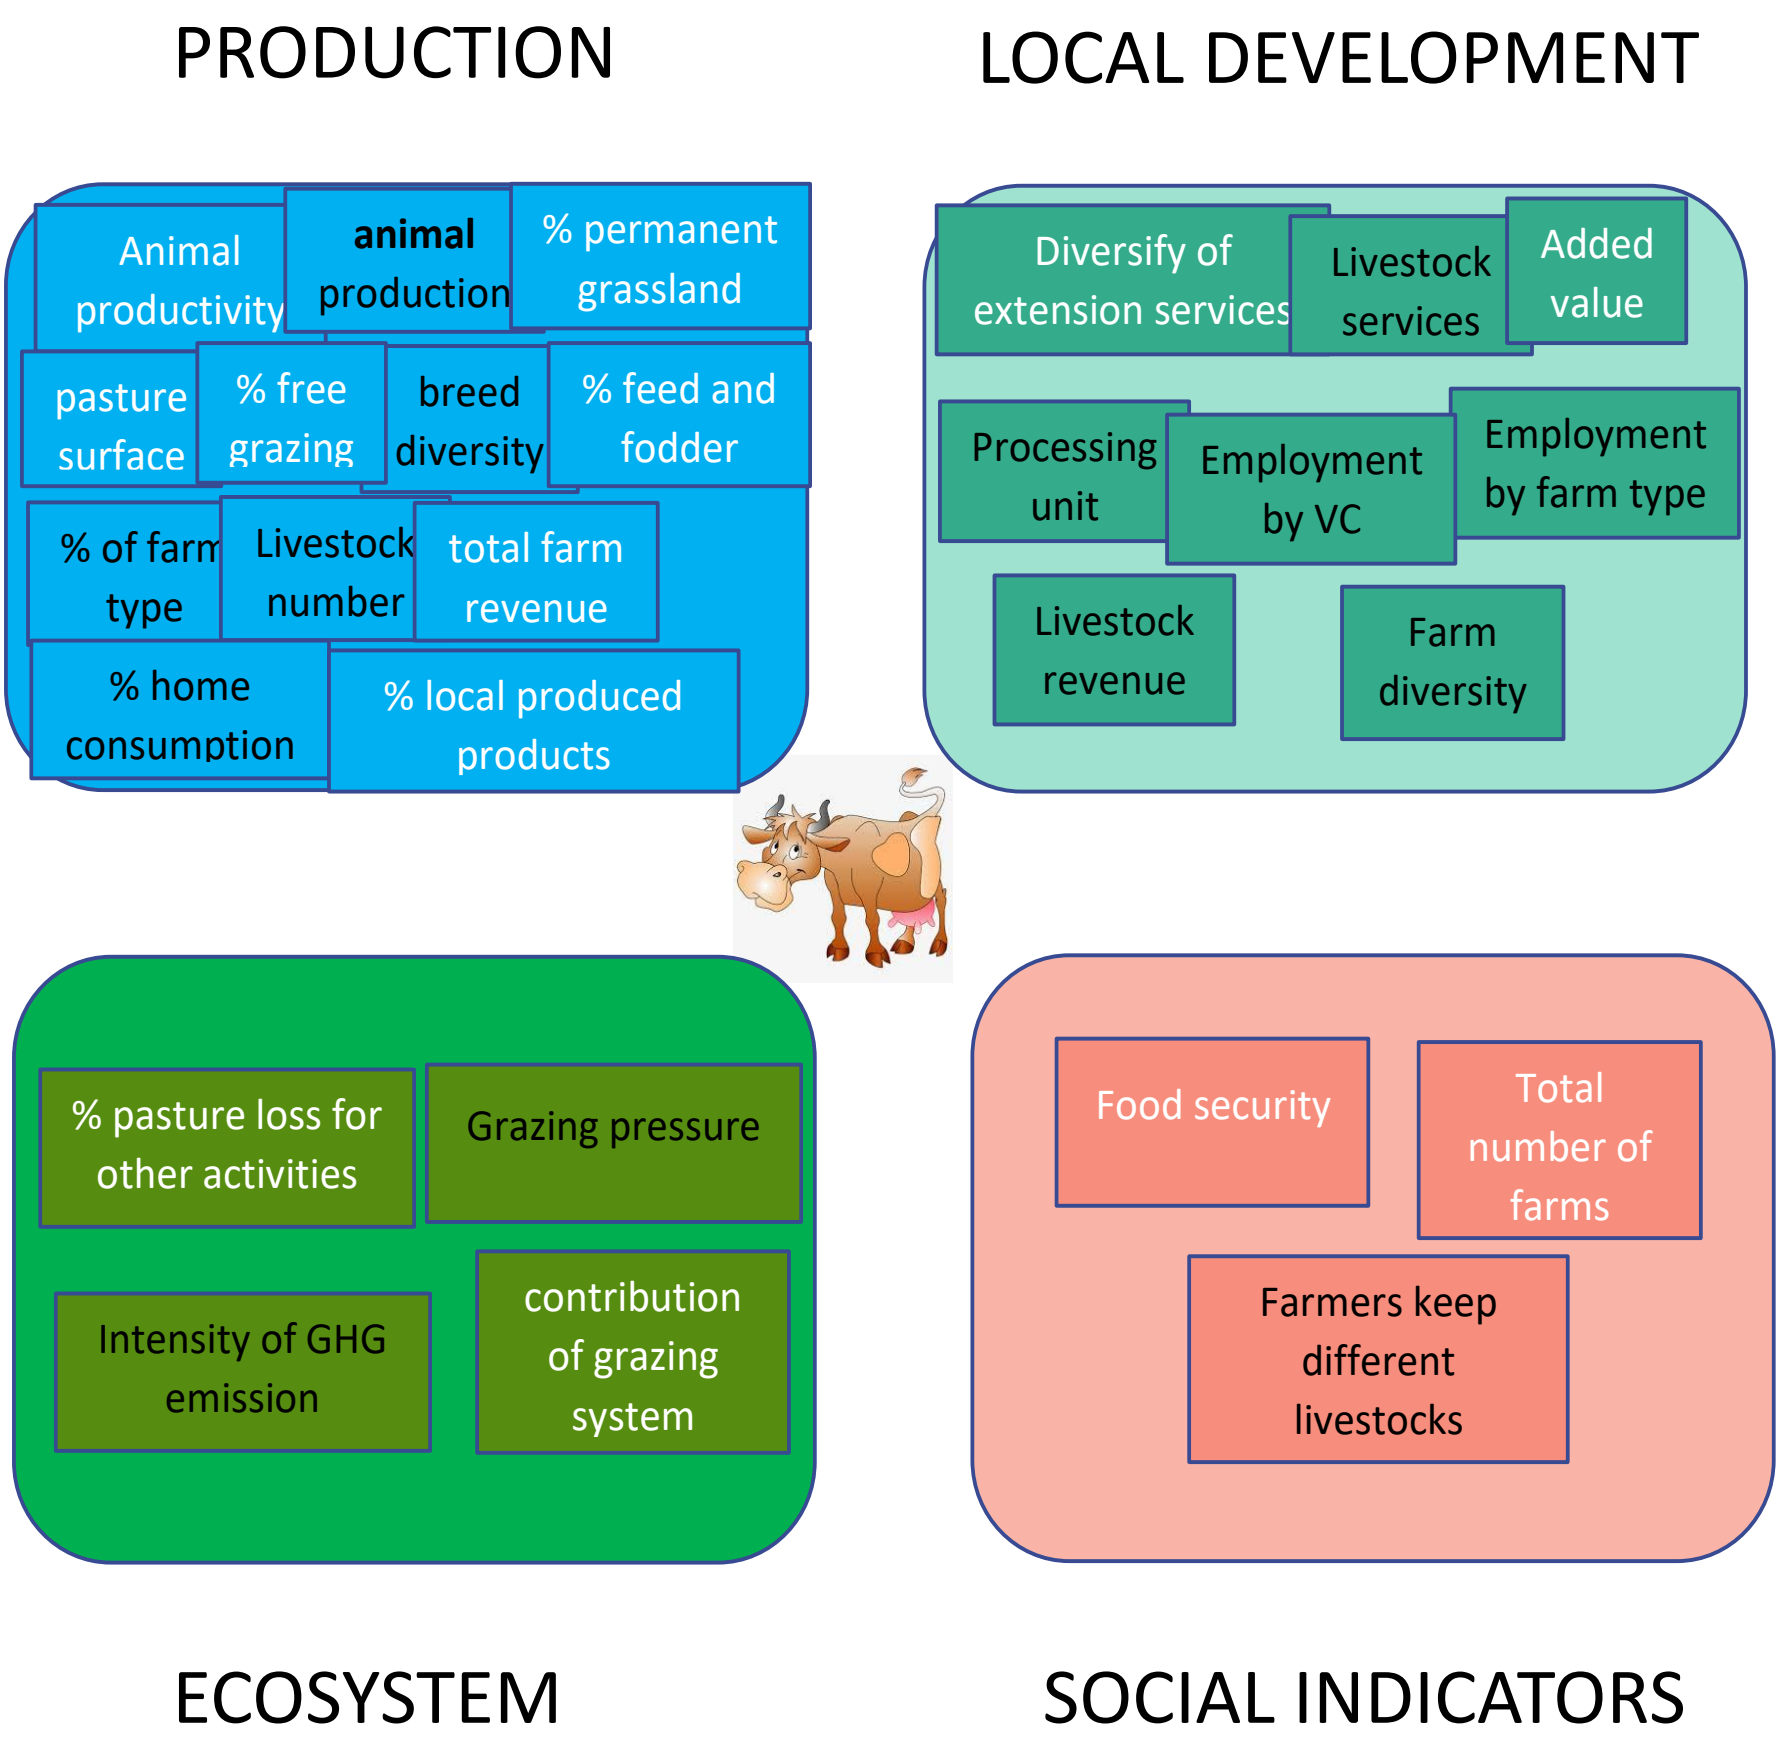 PRODUCTION
LOCAL DEVELOPMENT
Animal
productivity
animal
production
% permanent
grassland
pasture
surface
% free
grazing
breed
diversity
% feed and
fodder
% of farm
type
Livestock
number
total farm
revenue
% home
consumption
% local produced
products
Diversify of
extension services
Livestock
services
Added
value
Processing
unit
Employment
by VC
Employment
by farm type
Livestock
revenue
Farm
diversity
% pasture loss for
other activities
Grazing pressure
Intensity of GHG
emission
contribution
of grazing
system
Food security
Total
number of
farms
Farmers keep
different
livestocks
ECOSYSTEM
SOCIAL INDICATORS